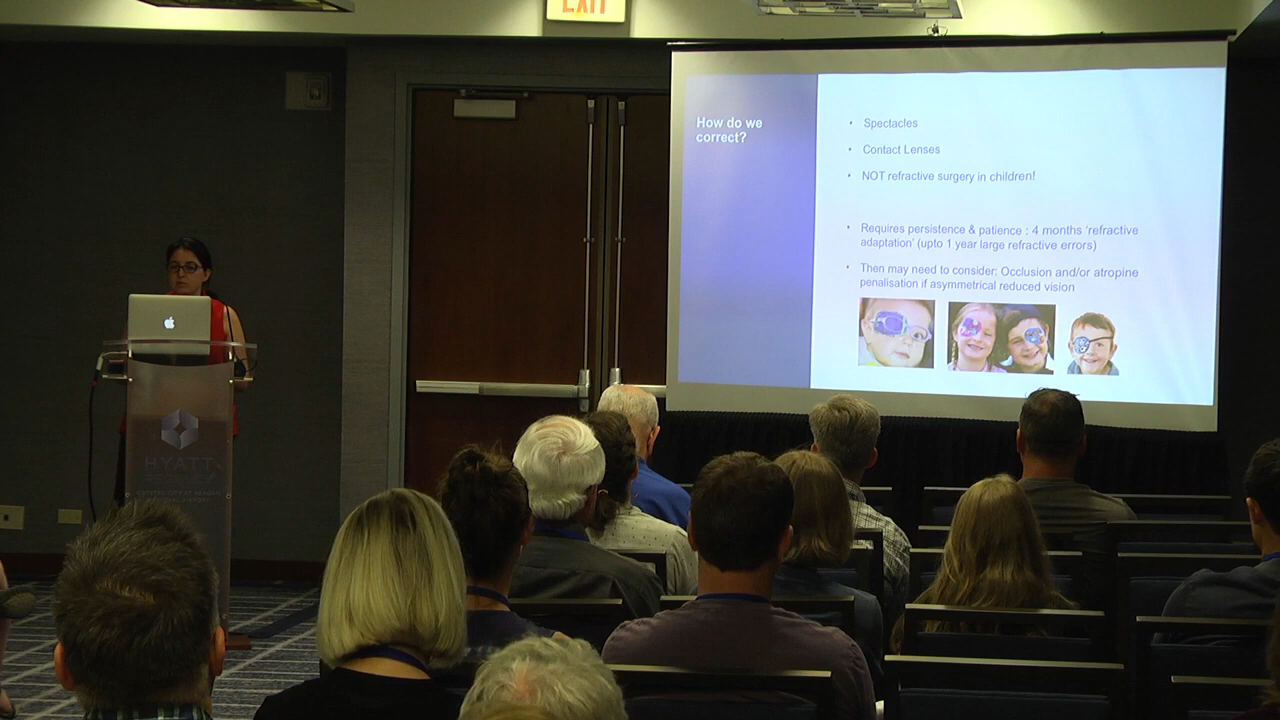 EXIT
How do we
correct?
• Spectacles
• Contact Lenses
• NOT refractive surgery in children!
• Requires persistence & patience : 4 months 'refractive
adaptation' (upto 1 year large refractive errors)
• Then may need to consider: Occlusion and/or atropine
penalisation if asymmetrical reduced vision
HYATT